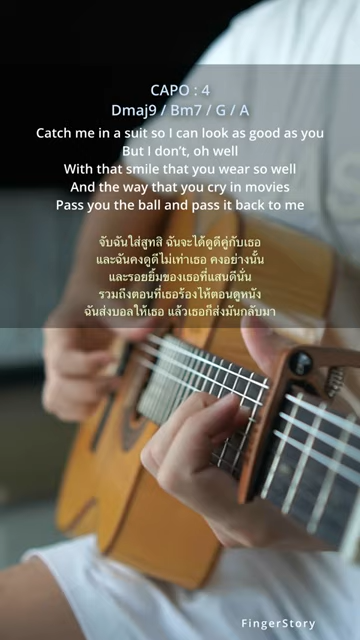 CAPO : 4
Dmaj9 / Bm7 / G / A
Catch me in a suit so I can look as good as you
But I don't, oh well
With that smile that you wear so well
And the way that you cry in movies
Pass you the ball and pass it back to me
จับฉันใส่สูทสิ ฉันจะได้ดูดีคู่กับเธอ
และฉันคงดูดีไม่เท่าเธอ คงอย่างนั้น
และรอยยิ้มของเธอที่แสนดีนั่น
รวมถึงตอนที่เธอร้องไห้ตอนดูหนัง
ฉันส่งบอลให้เธอ แล้วเธอก็ส่งมันกลับมา
FingerStory